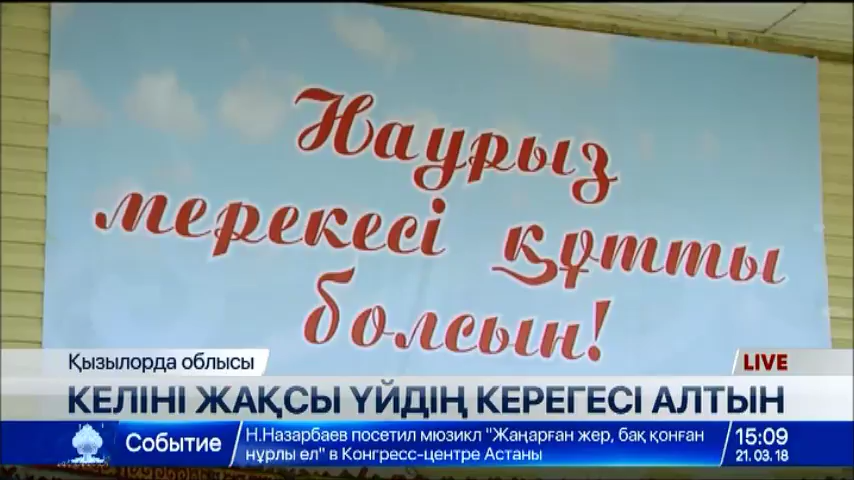 Наурыз
мерекесі құтты
болсын!
Қызылорда облысы
LIVE
КЕЛІНІ ЖАҚСЫ ҮЙДІҢ КЕРЕГЕСІ АЛТЫН
Событие
Н.Назарбаев посетил мюзикл "Жаңарған жер, бақ қонған
нұрлы ел" в Конгресс-центре Астаны
15:09
21.03.18